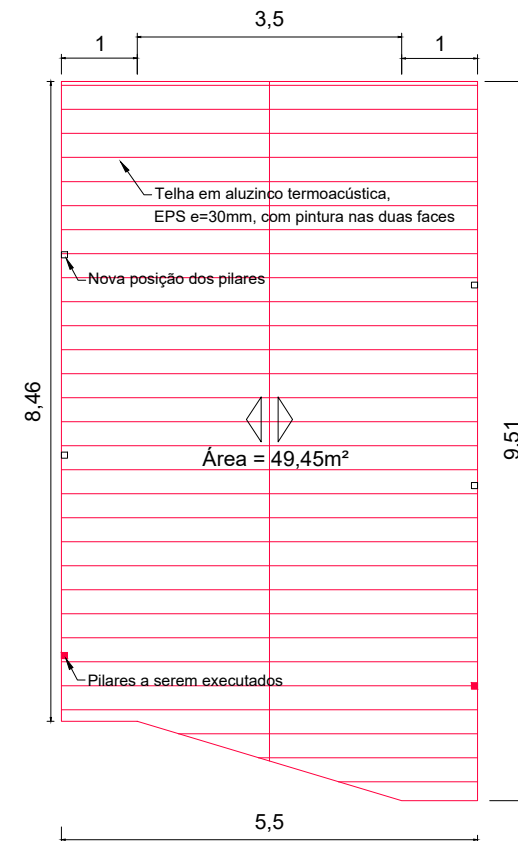 3,5
1
1
Telha em aluzinco termoacústica,
EPS e=30mm, com pintura nas duas faces
Nova posição dos pilares
8,46
9,51
Área = 49,45m²
Pilares a serem executados
5,5